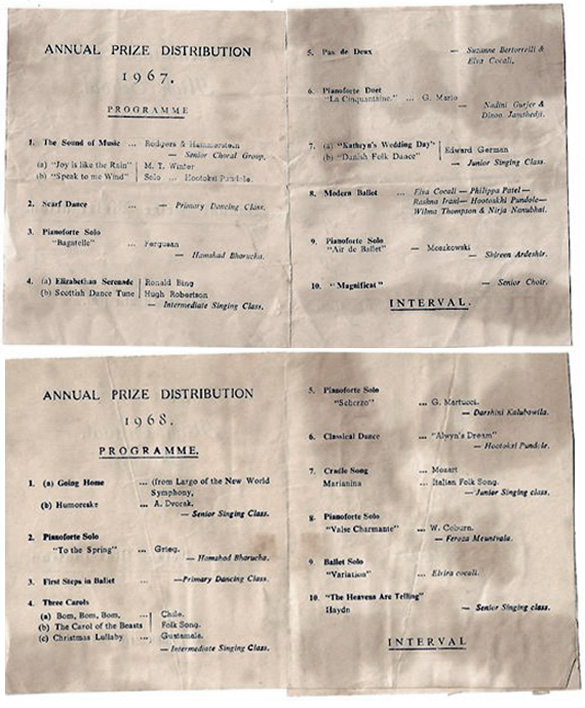 ANNUAL PRIZE DISTRIBUTION
1967.
PROGRAMME
1. The Sound of Music ... Rodgers & Hammerstein
— Senior Choral Group.
(a) "Joy is like the Rain" | M. T. Winter
(b) "Speak to me Wind" | Solo ... Hootoksi Pundole.
2. Scarf Dance ... — Primary Dancing Class.
3. Pianoforte Solo
"Bagatelle" ... Ferguson
— Hamshad Bharucha.
4. (a) Elizabethan Serenade | Ronald Bing
(b) Scottish Dance Tune | Hugh Robertson
— Intermediate Singing Class.
5. Pas de Deux — Suzanne Bertorrelli &
Elva Cocali.
6. Pianoforte Duet
"La Cinquantaine." ... G. Mario
— Nadini Gurjer &
Dinoo Jamshedji.
7. (a) "Kathryn's Wedding Day" | Edward German
(b) "Danish Folk Dance"
— Junior Singing Class.
8. Modern Ballet ... Elva Cocali — Philippa Patel —
Rashna Irani — Hootoskhi Pundole —
Wilma Thompson & Nirja Nanubhai.
9. Pianoforte Solo
"Air de Ballet" — Moszkowski
— Shireen Ardeshir.
10. "Magnificat" — Senior Choir.
INTERVAL.
ANNUAL PRIZE DISTRIBUTION
1968.
PROGRAMME.
1. (a) Going Home ... (from Largo of the New World
Symphony,
(b) Humoreske ... A. Dvorak.
— Senior Singing Class.
2. Pianoforte Solo
"To the Spring" ... Grieg.
— Hamshad Bharucha.
3. First Steps in Ballet ... —Primary Dancing Class.
4. Three Carols
(a) Bom, Bom, Bom, ... | Chile.
(b) The Carol of the Beasts | Folk Song.
(c) Christmas Lullaby ... | Guatemala.
— Intermediate Singing Class.
5. Pianoforte Solo
"Scherzo" ... G. Martucci.
— Darshini Kalubowila.
6. Classical Dance ... "Alwyn's Dream"
— Hootoksi Pundole.
7. Cradle Song ... Mozart
Marianina ... Italian Folk Song.
—Junior Singing class.
8. Pianoforte Solo
"Valse Charmante" ... W. Coburn.
— Feroza Meuntvala.
9. Ballet Solo
"Variation" ... Elvira cocali.
10. "The Heavens Are Telling"
Haydn — Senior Singing class.
INTERVAL